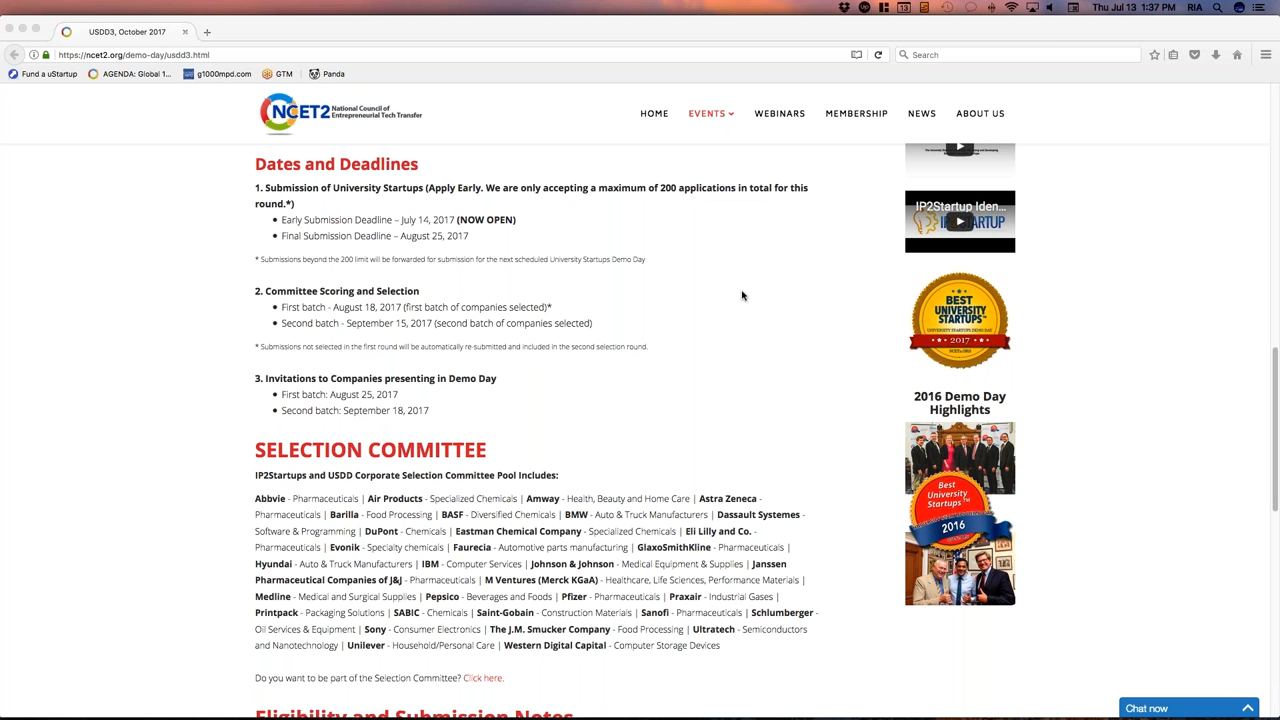 Thu Jul 13 1:37 PM RIA
USDD3, October 2017
https://ncet2.org/demo-day/usdd3.html
Search
Fund a uStartup
AGENDA: Global 1...
g1000mpd.com
GTM
Panda
NCET2 National Council of
Entrepreneurial Tech Transfer
HOME EVENTS WEBINARS MEMBERSHIP NEWS ABOUT US
Dates and Deadlines
1. Submission of University Startups (Apply Early. We are only accepting a maximum of 200 applications in total for this
round.*)
• Early Submission Deadline – July 14, 2017 (NOW OPEN)
• Final Submission Deadline – August 25, 2017
* Submissions beyond the 200 limit will be forwarded for submission for the next scheduled University Startups Demo Day
2. Committee Scoring and Selection
• First batch - August 18, 2017 (first batch of companies selected)*
• Second batch - September 15, 2017 (second batch of companies selected)
* Submissions not selected in the first round will be automatically re-submitted and included in the second selection round.
3. Invitations to Companies presenting in Demo Day
• First batch: August 25, 2017
• Second batch: September 18, 2017
SELECTION COMMITTEE
IP2Startups and USDD Corporate Selection Committee Pool Includes:
Abbvie - Pharmaceuticals | Air Products - Specialized Chemicals | Amway - Health, Beauty and Home Care | Astra Zeneca -
Pharmaceuticals | Barilla - Food Processing | BASF - Diversified Chemicals | BMW - Auto & Truck Manufacturers | Dassault Systemes -
Software & Programming | DuPont - Chemicals | Eastman Chemical Company - Specialized Chemicals | Eli Lilly and Co. -
Pharmaceuticals | Evonik - Specialty chemicals | Faurecia - Automotive parts manufacturing | GlaxoSmithKline - Pharmaceuticals |
Hyundai - Auto & Truck Manufacturers | IBM - Computer Services | Johnson & Johnson - Medical Equipment & Supplies | Janssen
Pharmaceutical Companies of J&J - Pharmaceuticals | M Ventures (Merck KGaA) - Healthcare, Life Sciences, Performance Materials |
Medline - Medical and Surgical Supplies | Pepsico - Beverages and Foods | Pfizer - Pharmaceuticals | Praxair - Industrial Gases |
Printpack - Packaging Solutions | SABIC - Chemicals | Saint-Gobain - Construction Materials | Sanofi - Pharmaceuticals | Schlumberger -
Oil Services & Equipment | Sony - Consumer Electronics | The J.M. Smucker Company - Food Processing | Ultratech - Semiconductors
and Nanotechnology | Unilever - Household/Personal Care | Western Digital Capital - Computer Storage Devices
Do you want to be part of the Selection Committee? Click here.
Eligibility and Submission Notes
IP2Startup Iden...
IP2STARTUP
BEST
UNIVERSITY
STARTUPS™
UNIVERSITY STARTUPS DEMO DAY
2017
NCET2.ORG
2016 Demo Day
Highlights
Best
University
Startups™
2016
Chat now